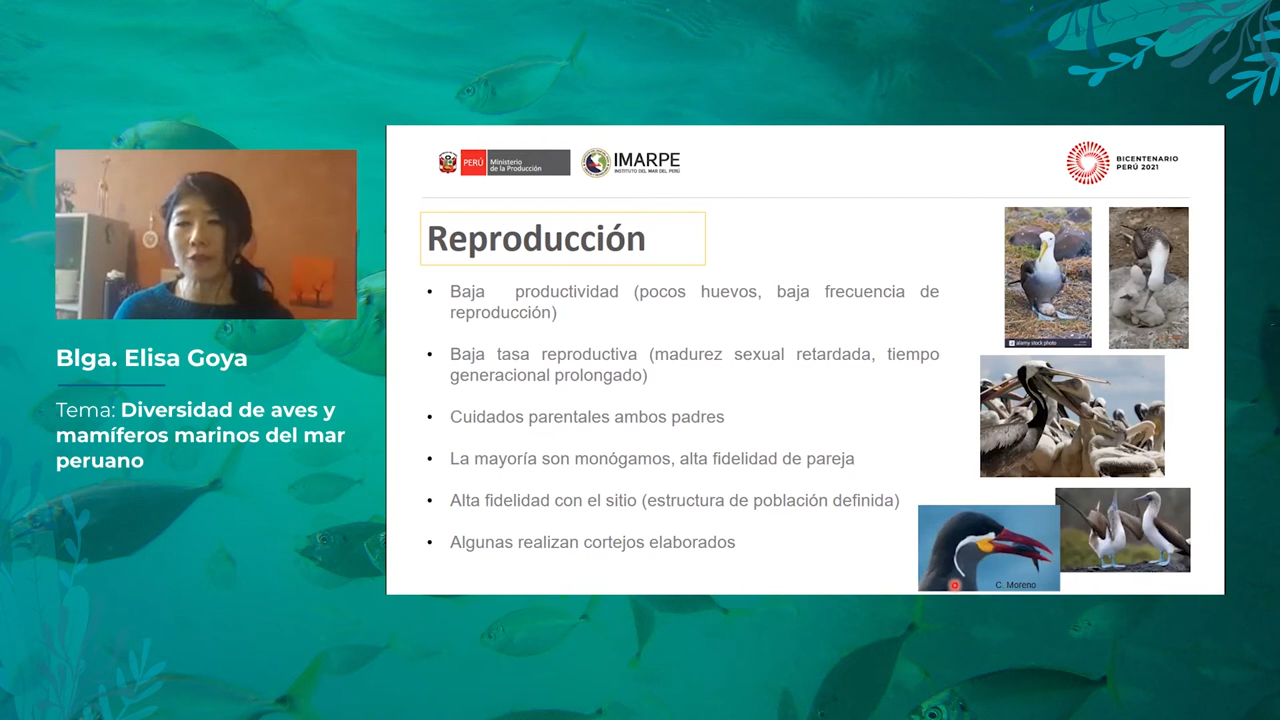 PERÚ
Ministerio
de la Producción
IMARPE
INSTITUTO DEL MAR DEL PERÚ
BICENTENARIO
PERÚ 2021
Reproducción
• Baja productividad (pocos huevos, baja frecuencia de
reproducción)
• Baja tasa reproductiva (madurez sexual retardada, tiempo
generacional prolongado)
• Cuidados parentales ambos padres
• La mayoría son monógamos, alta fidelidad de pareja
• Alta fidelidad con el sitio (estructura de población definida)
• Algunas realizan cortejos elaborados
alamy stock photo
C. Moreno
Blga. Elisa Goya
Tema: Diversidad de aves y
mamíferos marinos del mar
peruano